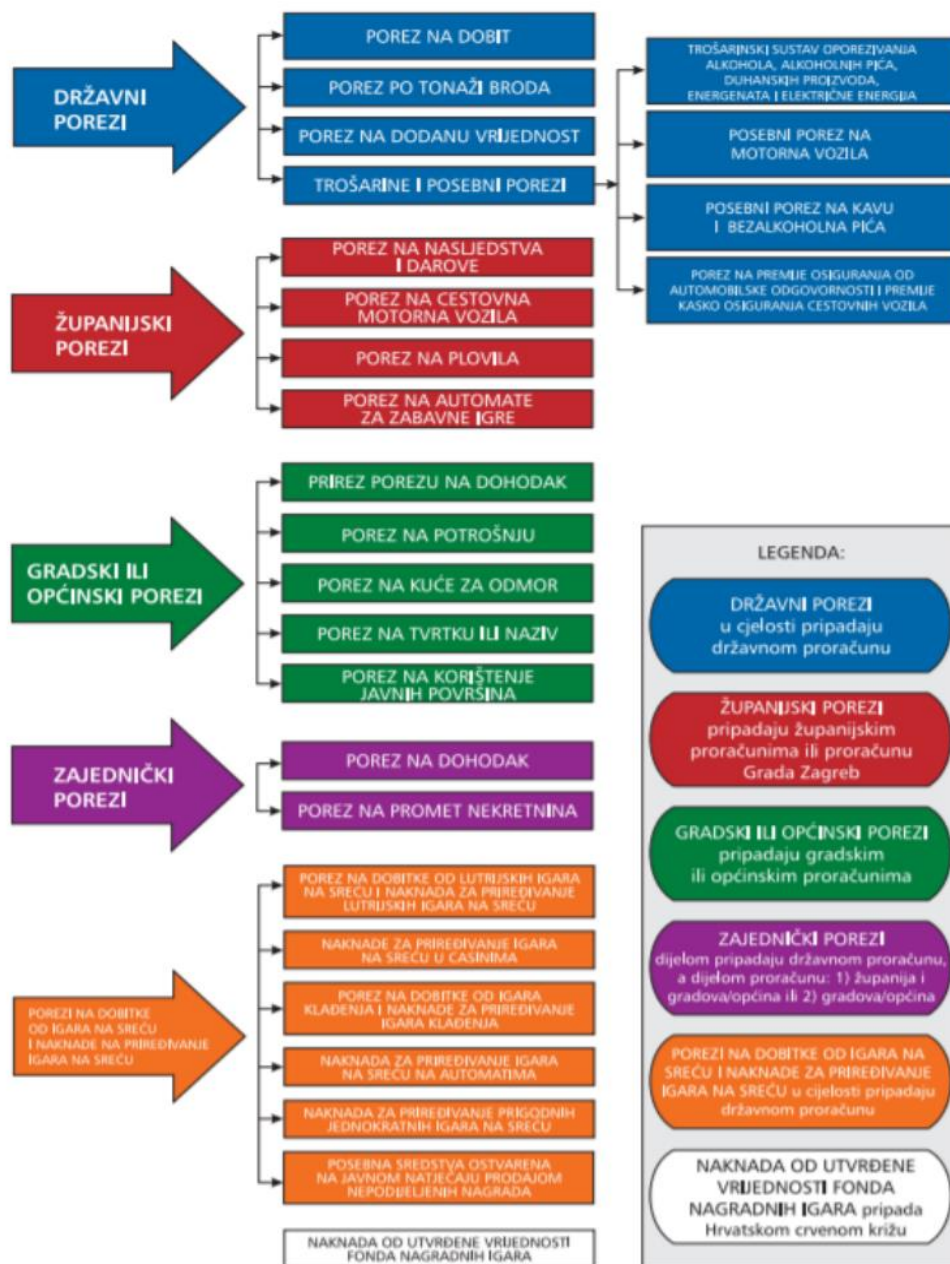 DRŽAVNI
POREZI
POREZ NA DOBIT
POREZ PO TONAŽI BRODA
POREZ NA DODANU VRIJEDNOST
TROŠARINE I POSEBNI POREZI
TROŠARINSKI SUSTAV OPOREZIVANJA
ALKOHOLA, ALKOHOLNIH PIĆA,
DUHANSKIH PROIZVODA,
ENERGENATA I ELEKTRIČNE ENERGIJA
POSEBNI POREZ NA
MOTORNA VOZILA
POSEBNI POREZ NA KAVU
I BEZALKOHOLNA PIĆA
POREZ NA PREMIJE OSIGURANJA OD
AUTOMOBILSKE ODGOVORNOSTI I PREMIJE
KASKO OSIGURANJA CESTOVNIH VOZILA
ŽUPANIJSKI
POREZI
POREZ NA NASLJEDSTVA
I DAROVE
POREZ NA CESTOVNA
MOTORNA VOZILA
POREZ NA PLOVILA
POREZ NA AUTOMATE
ZA ZABAVNE IGRE
GRADSKI ILI
OPĆINSKI POREZI
PRIREZ POREZU NA DOHODAK
POREZ NA POTROŠNJU
POREZ NA KUĆE ZA ODMOR
POREZ NA TVRTKU ILI NAZIV
POREZ NA KORIŠTENJE
JAVNIH POVRŠINA
ZAJEDNIČKI
POREZI
POREZ NA DOHODAK
POREZ NA PROMET NEKRETNINA
POREZI NA DOBITKE
OD IGARA NA SREĆU
I NAKNADE NA PRIREĐIVANJE
IGARA NA SREĆU
POREZ NA DOBITKE OD LUTRIJSKIH IGARA
NA SREĆU I NAKNADA ZA PRIREĐIVANJE
LUTRIJSKIH IGARA NA SREĆU
NAKNADE ZA PRIREĐIVANJE IGARA
NA SREĆU U CASINIMA
POREZ NA DOBITKE OD IGARA
KLAĐENJA I NAKNADE ZA PRIREĐIVANJE
IGARA KLAĐENJA
NAKNADA ZA PRIREĐIVANJE IGARA
NA SREĆU NA AUTOMATIMA
NAKNADA ZA PRIREĐIVANJE PRIGODNIH
JEDNOKRATNIH IGARA NA SREĆU
POSEBNA SREDSTVA OSTVARENA
NA JAVNOM NATJEČAJU PRODAJOM
NEPODIJELJENIH NAGRADA
NAKNADA OD UTVRĐENE VRIJEDNOSTI
FONDA NAGRADNIH IGARA
LEGENDA:
DRŽAVNI POREZI
u cjelosti pripadaju
državnom proračunu
ŽUPANIJSKI POREZI
pripadaju županijskim
proračunima ili proračunu
Grada Zagreb
GRADSKI ILI OPĆINSKI POREZI
pripadaju gradskim
ili općinskim proračunima
ZAJEDNIČKI POREZI
dijelom pripadaju državnom proračunu,
a dijelom proračunu: 1) županija i
gradova/općina ili 2) gradova/općina
POREZI NA DOBITKE OD IGARA NA
SREĆU I NAKNADE ZA PRIREĐIVANJE
IGARA NA SREĆU u cijelosti pripadaju
državnom proračunu
NAKNADA OD UTVRĐENE
VRIJEDNOSTI FONDA
NAGRADNIH IGARA pripada
Hrvatskom crvenom križu